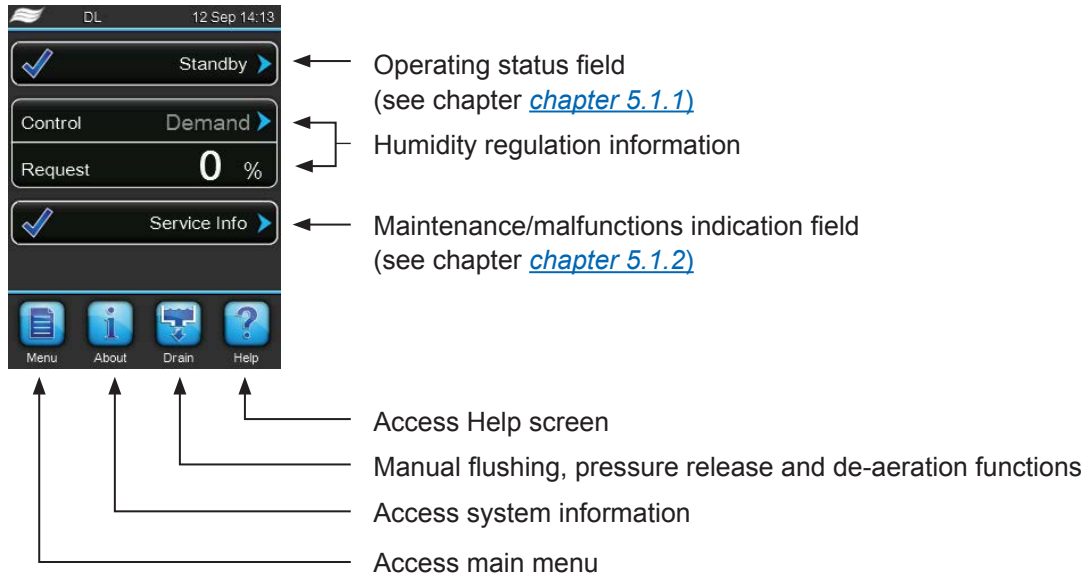 DL 12 Sep 14:13
Standby
Operating status field
(see chapter chapter 5.1.1)
Control Demand
Humidity regulation information
Request 0 %
Service Info
Maintenance/malfunctions indication field
(see chapter chapter 5.1.2)
Menu About Drain Help
Access Help screen
Manual flushing, pressure release and de-aeration functions
Access system information
Access main menu